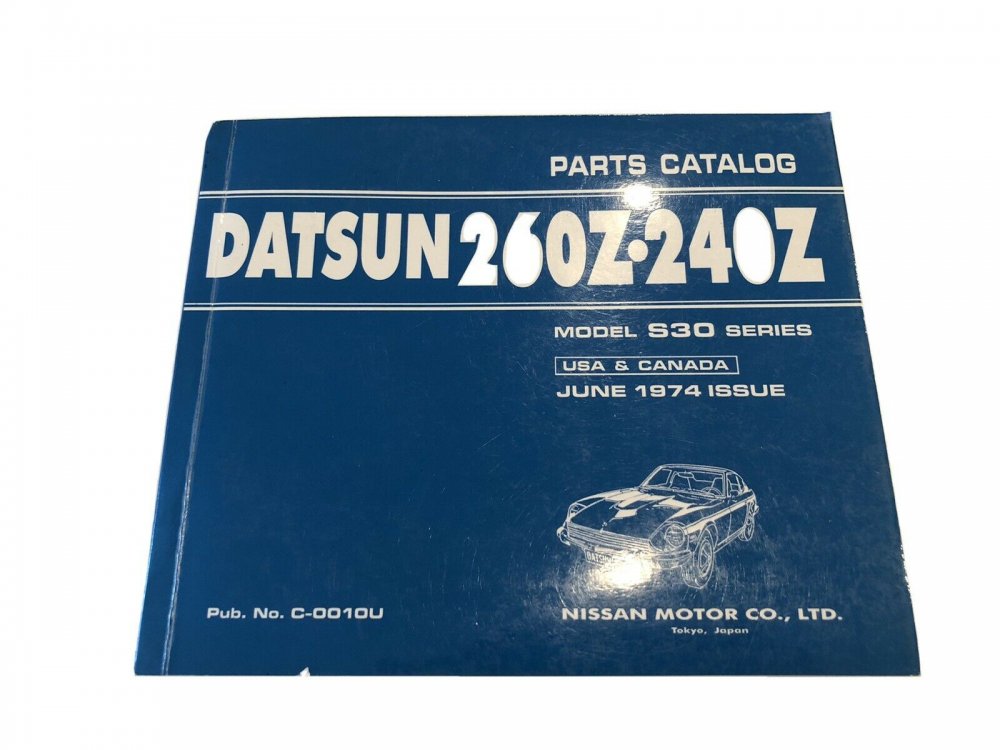 PARTS CATALOG
DATSUN 260Z·240Z
MODEL S30 SERIES
USA & CANADA
JUNE 1974 ISSUE
DATSUN
Pub. No. C-0010U
NISSAN MOTOR CO., LTD.
Tokyo, Japan